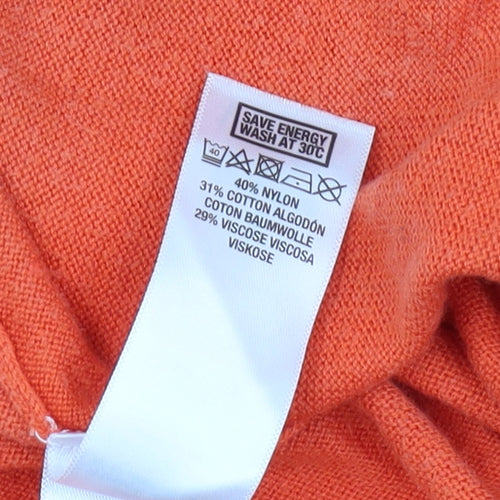 SAVE ENERGY
WASH AT 30°C
40
40% NYLON
31% COTTON ALGODÓN
COTON BAUMWOLLE
29% VISCOSE VISCOSA
VISKOSE